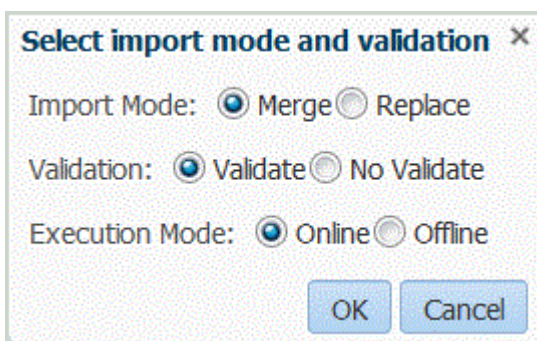 Select import mode and validation ×
Import Mode: Merge Replace
Validation: Validate No Validate
Execution Mode: Online Offline
OK Cancel